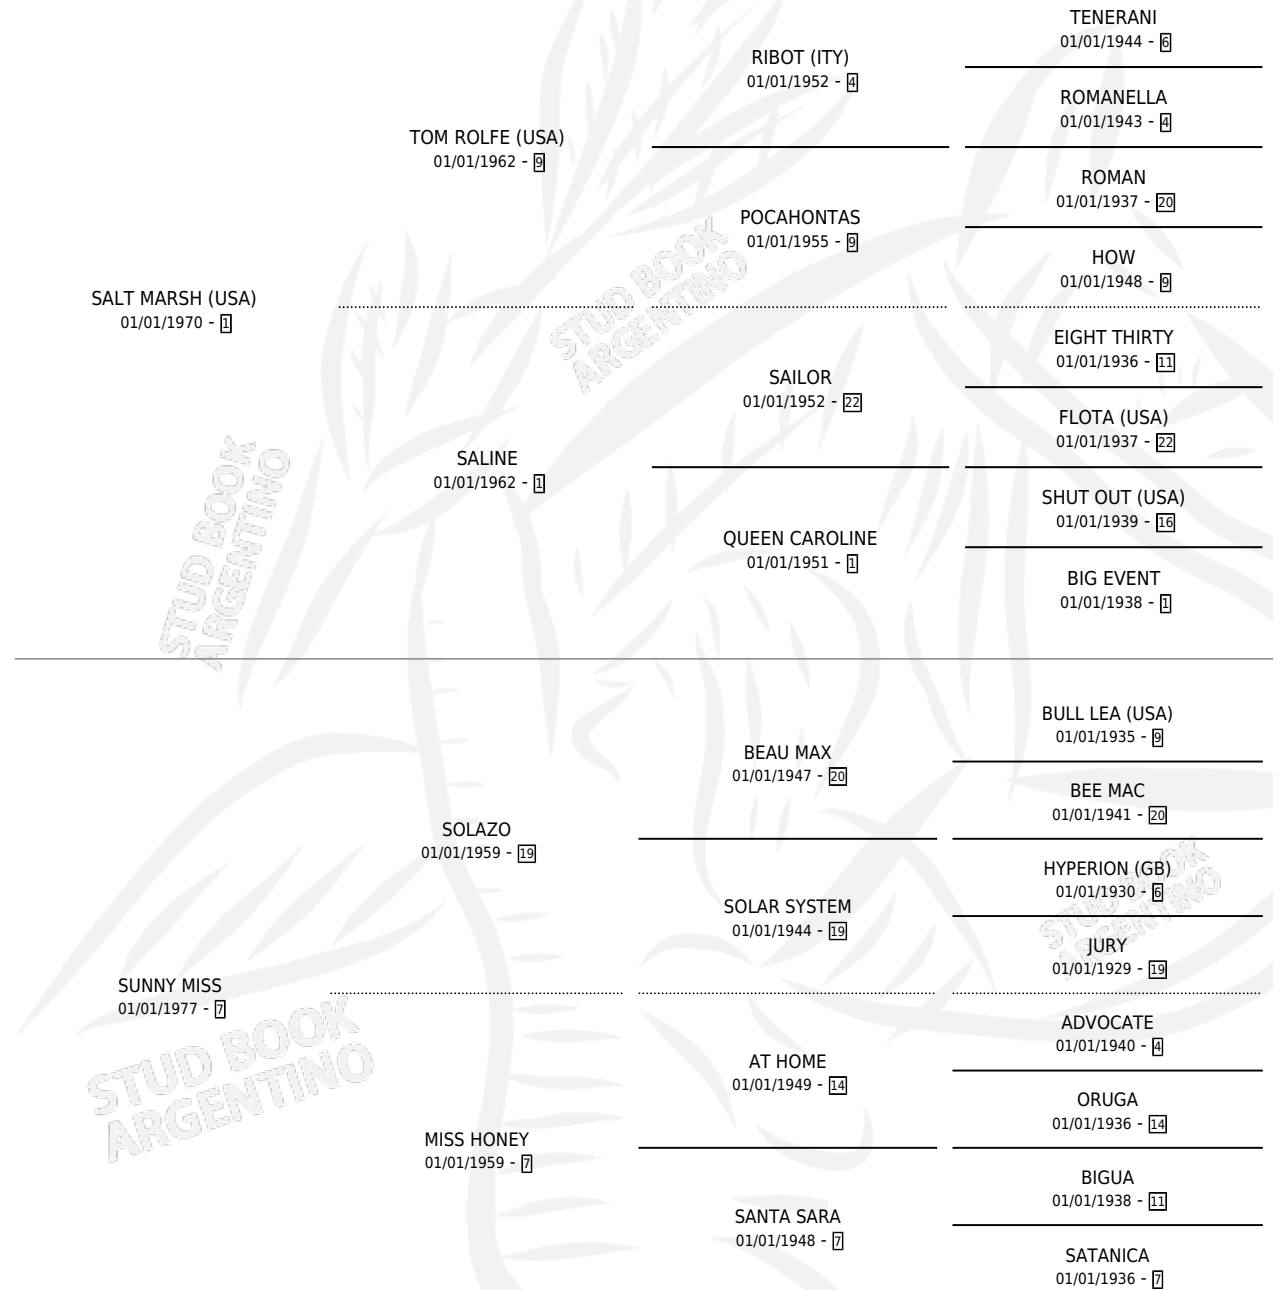 TENERANI
01/01/1944 - 6
RIBOT (ITY)
01/01/1952 - 4
ROMANELLA
01/01/1943 - 4
TOM ROLFE (USA)
01/01/1962 - 9
ROMAN
01/01/1937 - 20
POCAHONTAS
01/01/1955 - 9
HOW
01/01/1948 - 9
SALT MARSH (USA)
01/01/1970 - 1
EIGHT THIRTY
01/01/1936 - 11
SAILOR
01/01/1952 - 22
FLOTA (USA)
01/01/1937 - 22
SALINE
01/01/1962 - 1
SHUT OUT (USA)
01/01/1939 - 16
QUEEN CAROLINE
01/01/1951 - 1
BIG EVENT
01/01/1938 - 1
STUD BOOK
ARGENTINO
STUD BOOK
ARGENTINO
BULL LEA (USA)
01/01/1935 - 9
BEAU MAX
01/01/1947 - 20
BEE MAC
01/01/1941 - 20
SOLAZO
01/01/1959 - 19
HYPERION (GB)
01/01/1930 - 6
SOLAR SYSTEM
01/01/1944 - 19
JURY
01/01/1929 - 19
STUD BOOK
ARGENTINO
SUNNY MISS
01/01/1977 - 7
ADVOCATE
01/01/1940 - 4
AT HOME
01/01/1949 - 14
ORUGA
01/01/1936 - 14
MISS HONEY
01/01/1959 - 7
BIGUA
01/01/1938 - 11
SANTA SARA
01/01/1948 - 7
SATANICA
01/01/1936 - 7
STUD BOOK
ARGENTINO